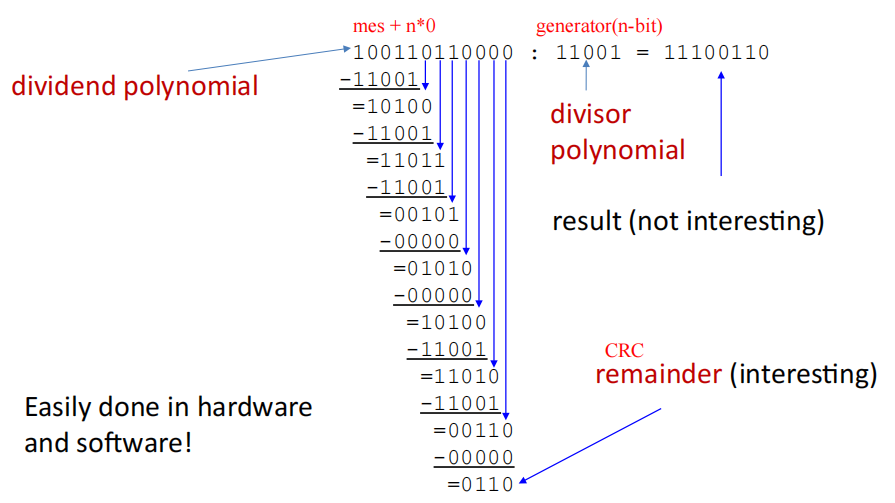 mes + n*0
generator(n-bit)
100110110000 : 11001 = 11100110
dividend polynomial
-11001
=10100
-11001
=11011
-11001
=00101
-00000
=01010
-00000
=10100
-11001
=11010
-11001
=00110
-00000
=0110
divisor
polynomial
result (not interesting)
CRC
remainder (interesting)
Easily done in hardware
and software!